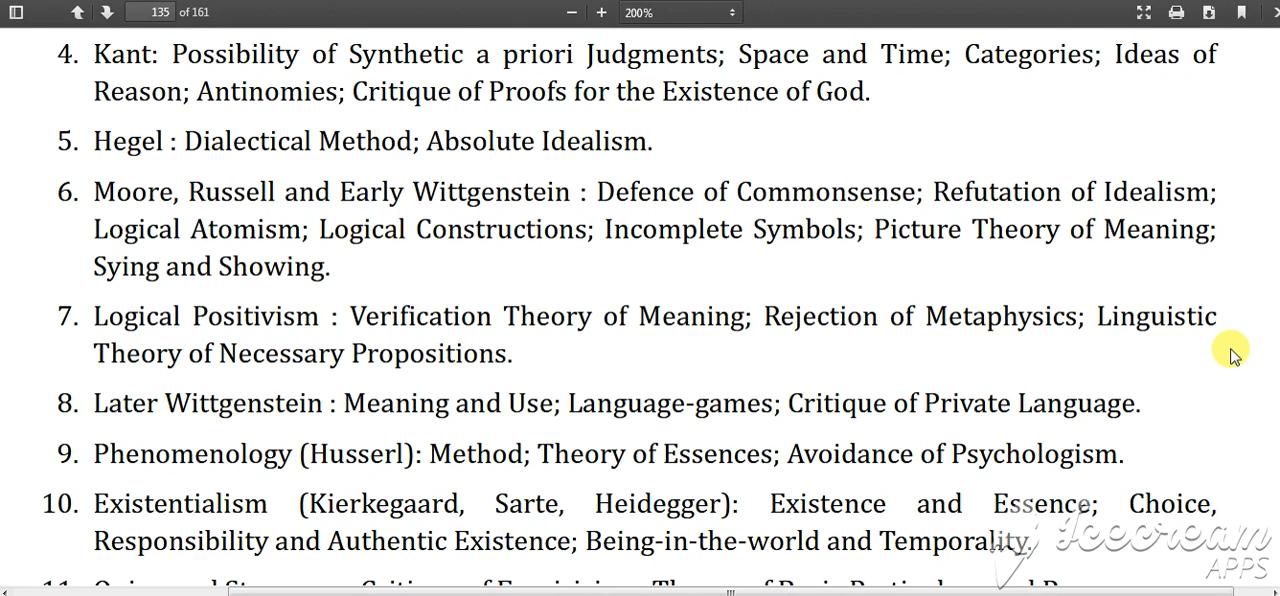 135 of 161
200%
4. Kant: Possibility of Synthetic a priori Judgments; Space and Time; Categories; Ideas of
Reason; Antinomies; Critique of Proofs for the Existence of God.
5. Hegel : Dialectical Method; Absolute Idealism.
6. Moore, Russell and Early Wittgenstein : Defence of Commonsense; Refutation of Idealism;
Logical Atomism; Logical Constructions; Incomplete Symbols; Picture Theory of Meaning;
Sying and Showing.
7. Logical Positivism : Verification Theory of Meaning; Rejection of Metaphysics; Linguistic
Theory of Necessary Propositions.
8. Later Wittgenstein : Meaning and Use; Language-games; Critique of Private Language.
9. Phenomenology (Husserl): Method; Theory of Essences; Avoidance of Psychologism.
10. Existentialism (Kierkegaard, Sarte, Heidegger): Existence and Essence; Choice,
Responsibility and Authentic Existence; Being-in-the-world and Temporality.
Icecream
APPS